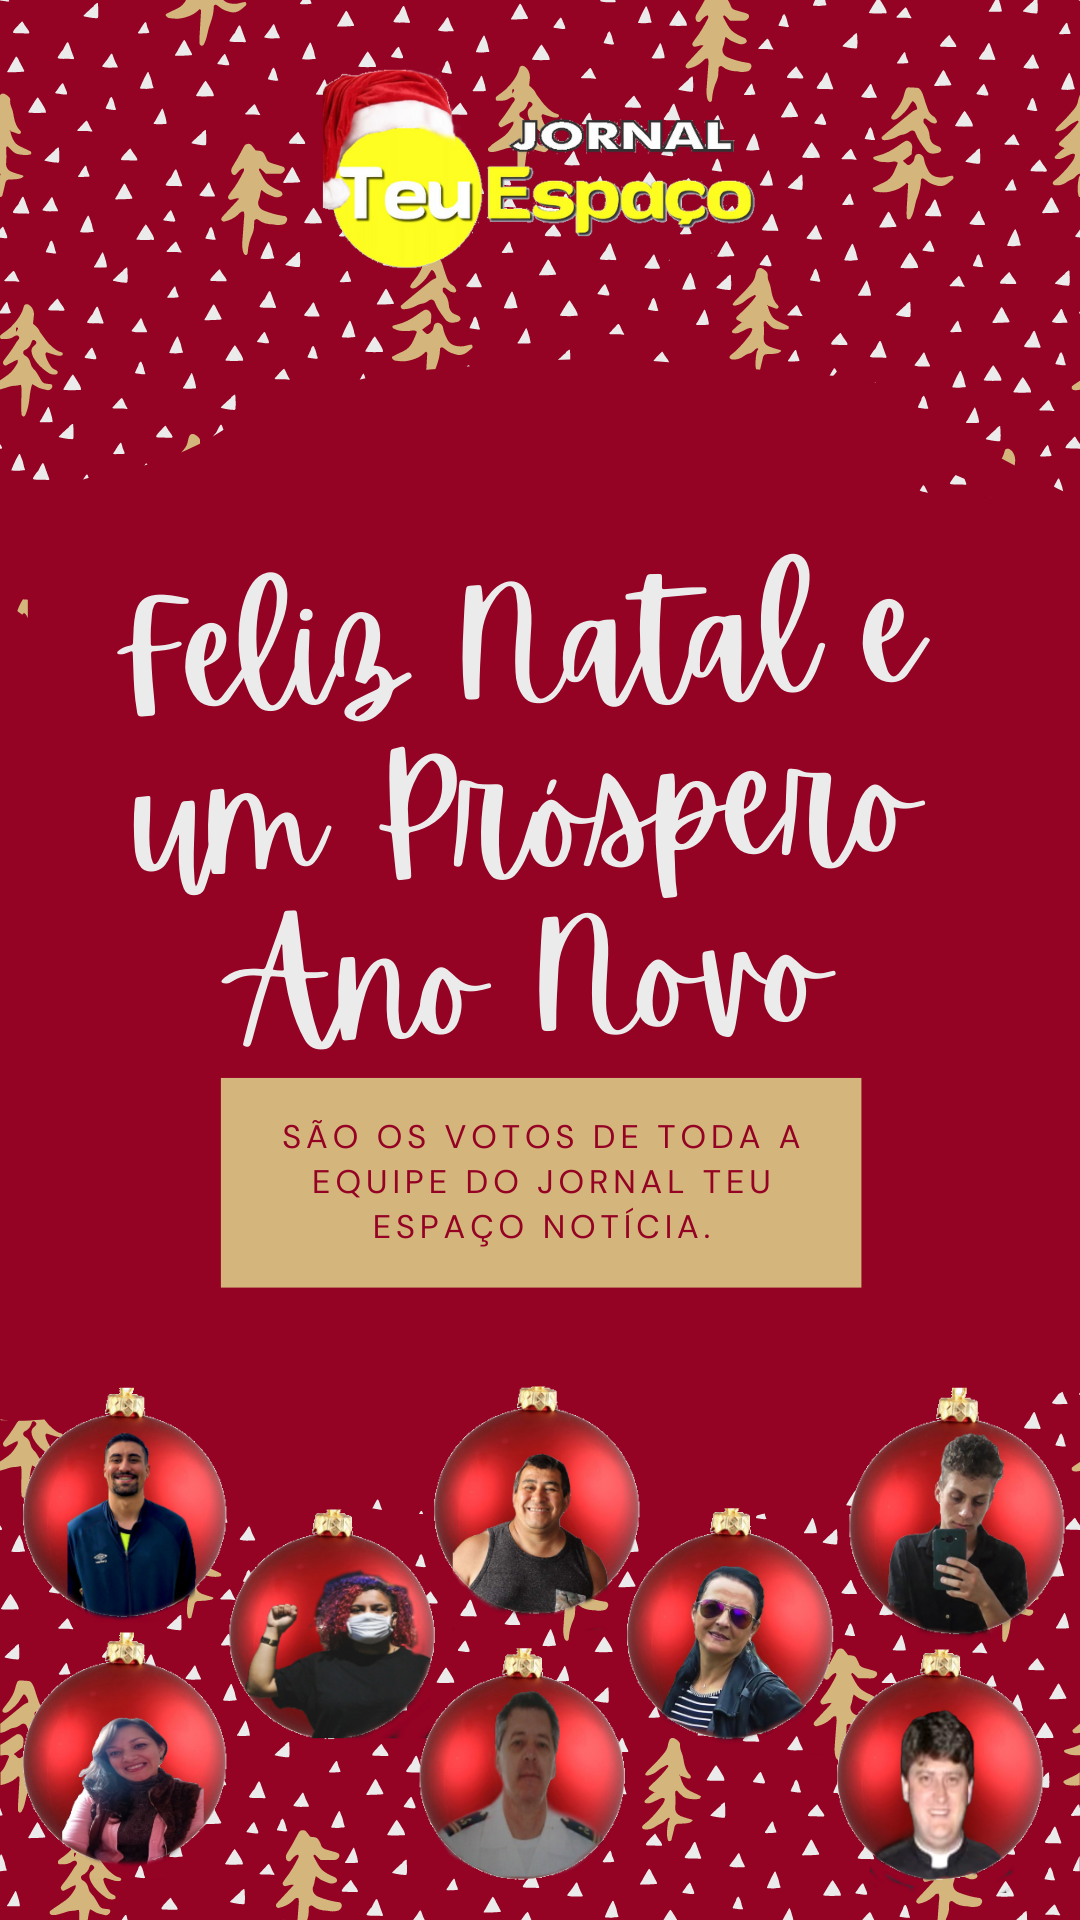 JORNAL
Teu Espaço
Feliz Natal e
um Próspero
Ano Novo
SÃO OS VOTOS DE TODA A
EQUIPE DO JORNAL TEU
ESPAÇO NOTÍCIA.